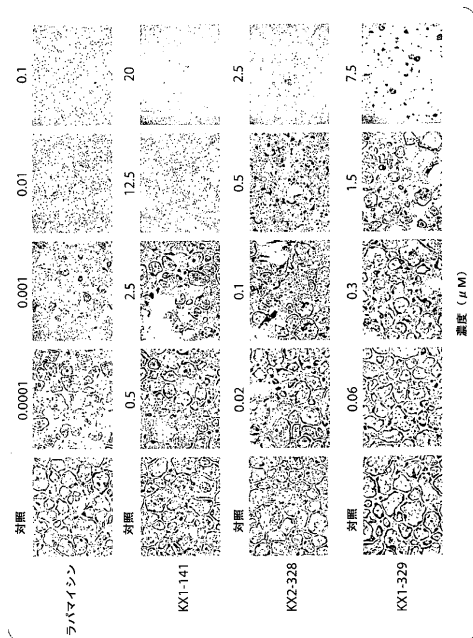 対照 0.0001 0.001 0.01 0.1
ラパマイシン
対照 0.5 2.5 12.5 20
KX1-141
対照 0.02 0.1 0.5 2.5
KX2-328
対照 0.06 0.3 1.5 7.5
KX1-329
濃度 (μM)